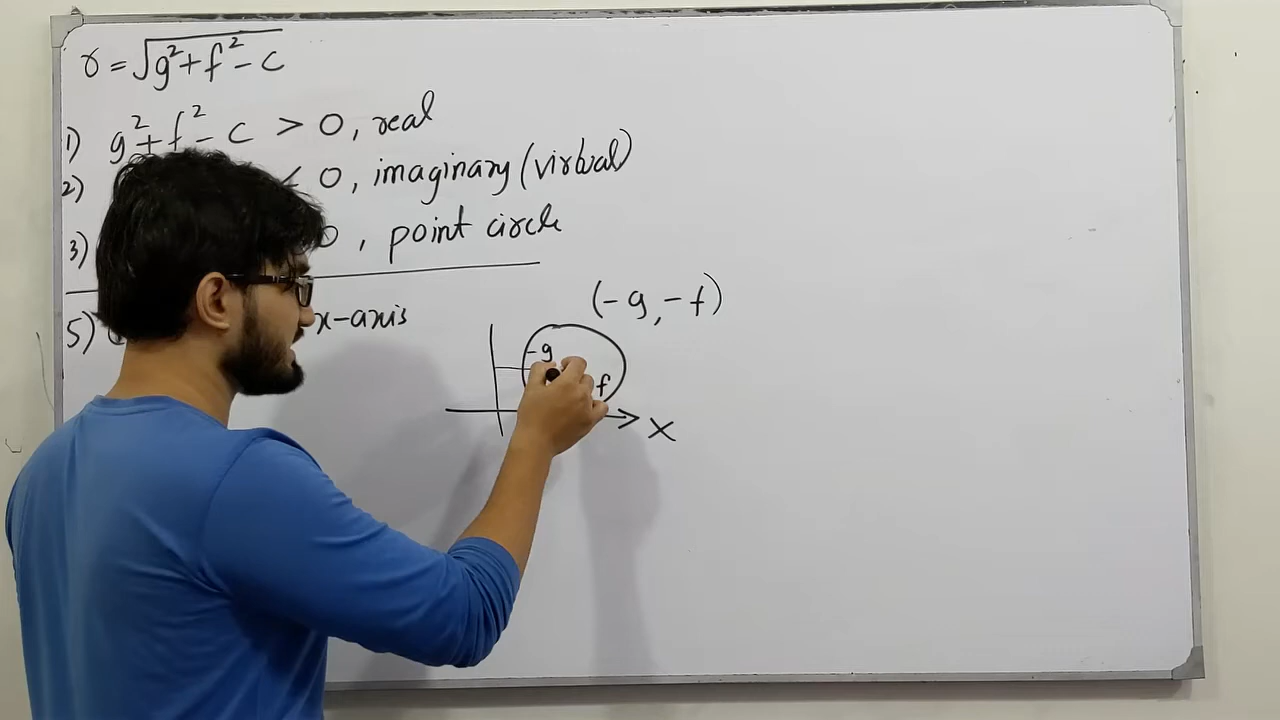 r = √g²+f²-c
1) g²+f²-c > 0, real
2) < 0, imaginary (virtual)
3) 0, point circle
(-g, -f)
5) x-axis
-g
f
X